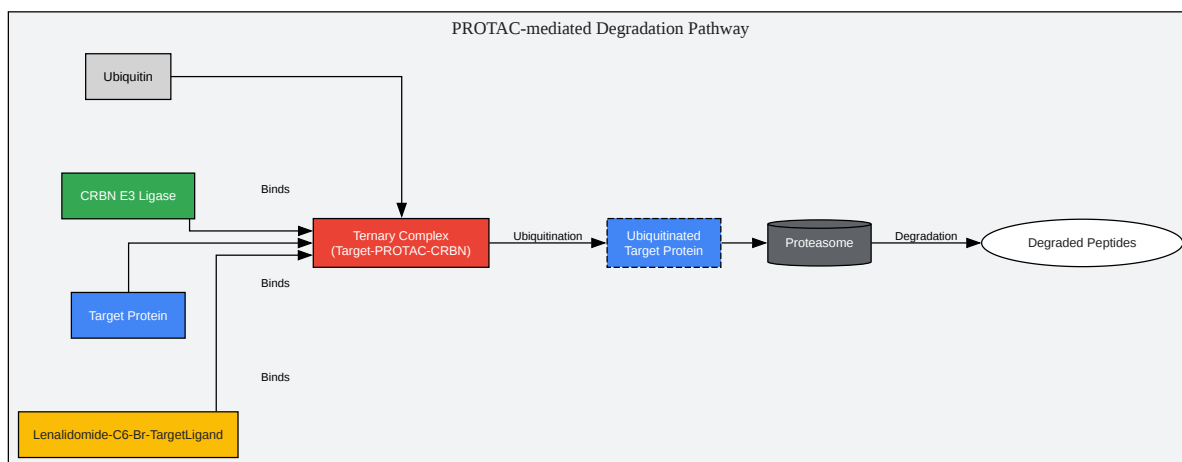 PROTAC-mediated Degradation Pathway
Ubiquitin
CRBN E3 Ligase
Binds
Ternary Complex
(Target-PROTAC-CRBN)
Ubiquitination
Ubiquitinated
Target Protein
Proteasome
Degradation
Degraded Peptides
Binds
Target Protein
Binds
Lenalidomide-C6-Br-TargetLigand